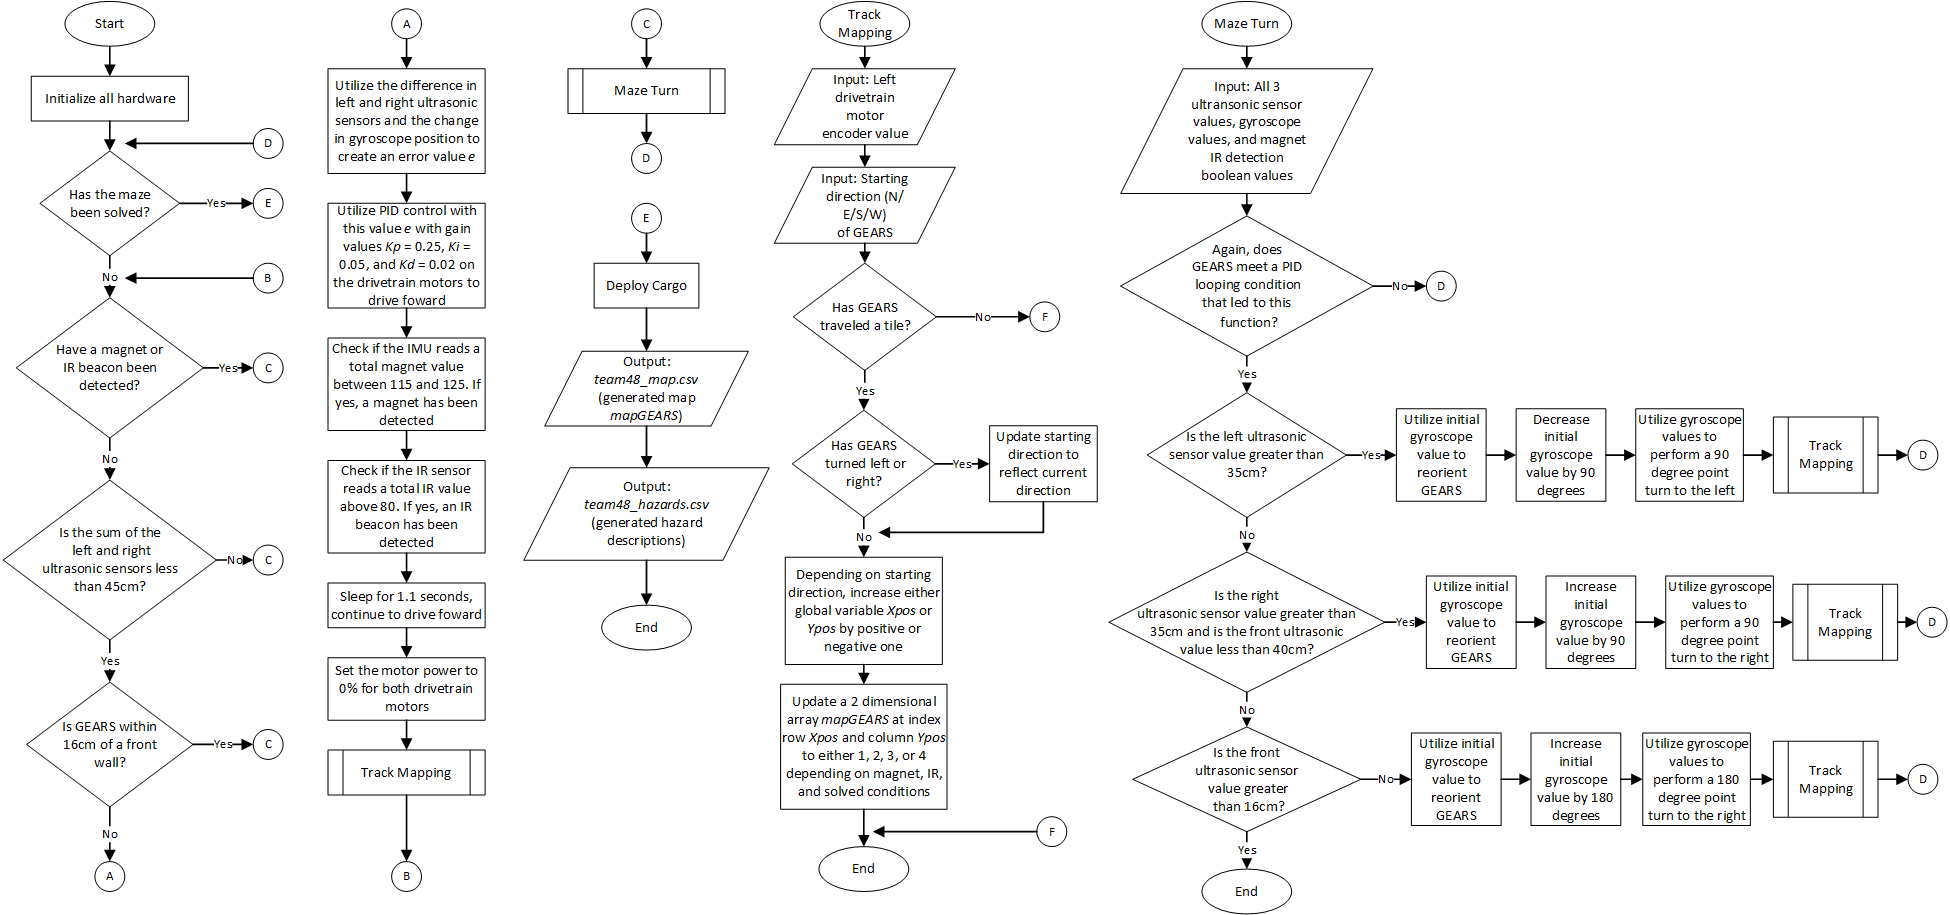 Start
Initialize all hardware
D
Has the maze
been solved?
Yes
E
No
B
Have a magnet or
IR beacon been
detected?
Yes
C
No
Is the sum of the
left and right
ultrasonic sensors less
than 45cm?
No
C
Yes
Is GEARS within
16cm of a front
wall?
Yes
C
No
A
A
Utilize the difference in
left and right ultrasonic
sensors and the change
in gyroscope position to
create an error value e
Utilize PID control with
this value e with gain
values Kp = 0.25, Ki =
0.05, and Kd = 0.02 on
the drivetrain motors to
drive foward
Check if the IMU reads a
total magnet value
between 115 and 125. If
yes, a magnet has been
detected
Check if the IR sensor
reads a total IR value
above 80. If yes, an IR
beacon has been
detected
Sleep for 1.1 seconds,
continue to drive foward
Set the motor power to
0% for both drivetrain
motors
Track Mapping
B
C
Maze Turn
D
E
Deploy Cargo
Output:
team48_map.csv
(generated map
mapGEARS)
Output:
team48_hazards.csv
(generated hazard
descriptions)
End
Track
Mapping
Input: Left
drivetrain
motor
encoder value
Input: Starting
direction (N/
E/S/W)
of GEARS
Has GEARS
traveled a tile?
No
F
Yes
Has GEARS
turned left or
right?
Yes
Update starting
direction to
reflect current
direction
No
Depending on starting
direction, increase either
global variable Xpos or
Ypos by positive or
negative one
Update a 2 dimensional
array mapGEARS at index
row Xpos and column Ypos
to either 1, 2, 3, or 4
depending on magnet, IR,
and solved conditions
F
End
Maze Turn
Input: All 3
ultransonic sensor
values, gyroscope
values, and magnet
IR detection
boolean values
Again, does
GEARS meet a PID
looping condition
that led to this
function?
No
D
Yes
Is the left ultrasonic
sensor value greater than
35cm?
Yes
Utilize initial
gyroscope
value to
reorient
GEARS
Decrease
initial
gyroscope
value by 90
degrees
Utilize gyroscope
values to
perform a 90
degree point
turn to the left
Track
Mapping
D
No
Is the right
ultrasonic sensor value greater than
35cm and is the front ultrasonic
value less than 40cm?
Yes
Utilize initial
gyroscope
value to
reorient
GEARS
Increase
initial
gyroscope
value by 90
degrees
Utilize gyroscope
values to
perform a 90
degree point
turn to the right
Track
Mapping
D
No
Is the front
ultrasonic sensor
value greater
than 16cm?
No
Utilize initial
gyroscope
value to
reorient
GEARS
Increase
initial
gyroscope
value by 180
degrees
Utilize gyroscope
values to
perform a 180
degree point
turn to the right
Track
Mapping
D
Yes
End